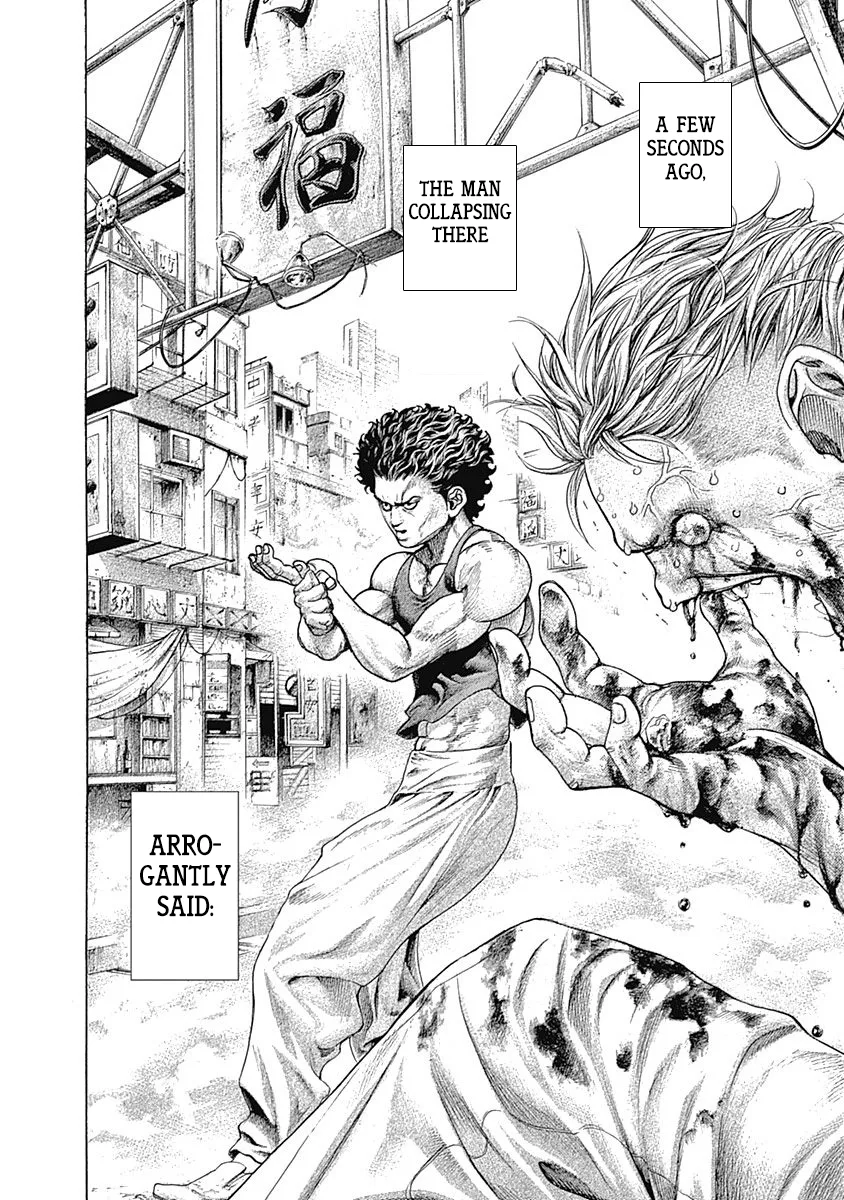 A FEW
SECONDS
AGO,
THE MAN
COLLAPSING
THERE
福
ARRO-
GANTLY
SAID: